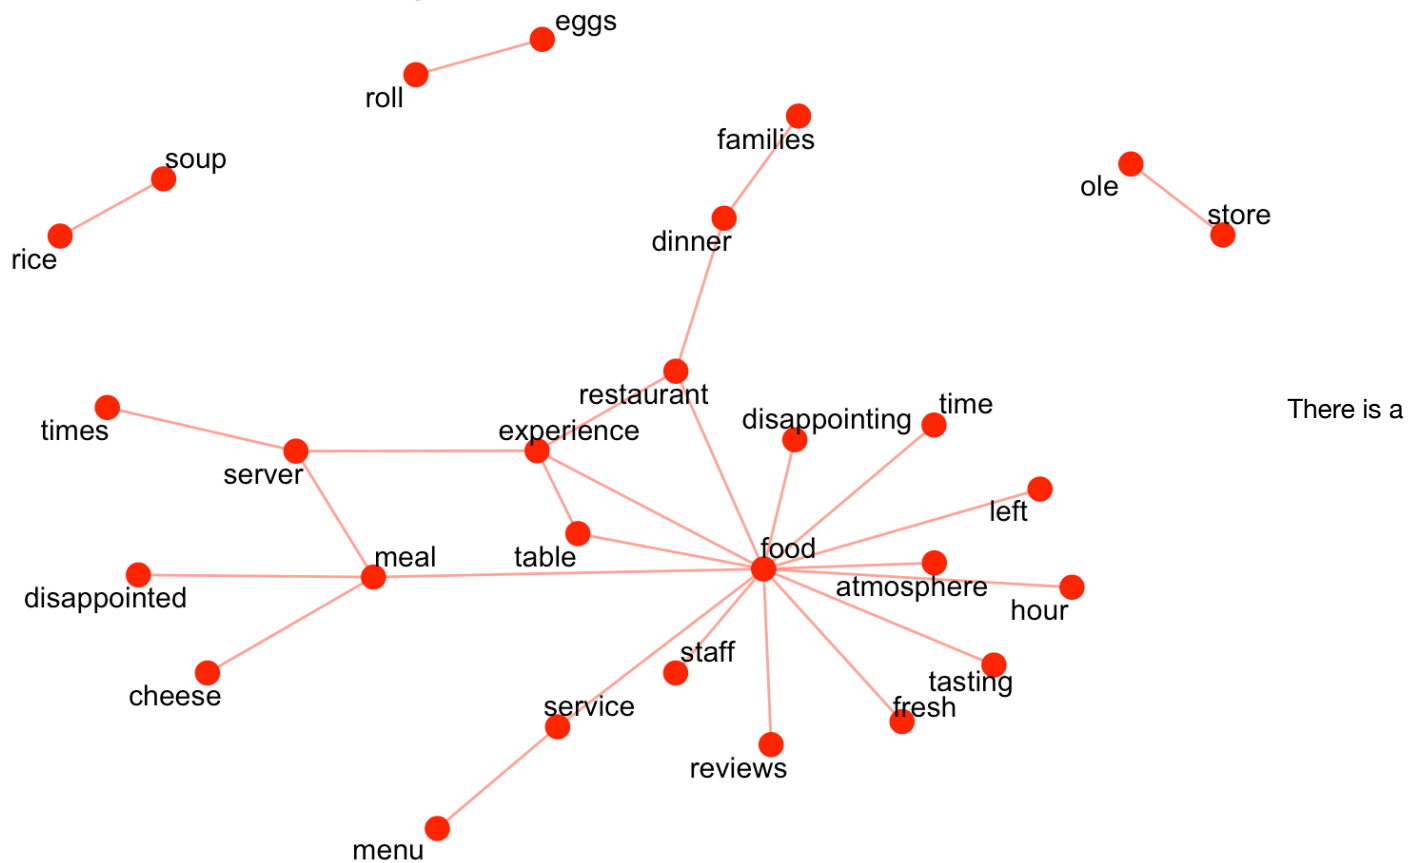 eggs
roll
families
soup
ole
store
dinner
rice
restaurant
time
disappointing
There is a
times
experience
server
left
food
meal
table
atmosphere
disappointed
hour
staff
tasting
cheese
service
fresh
reviews
menu